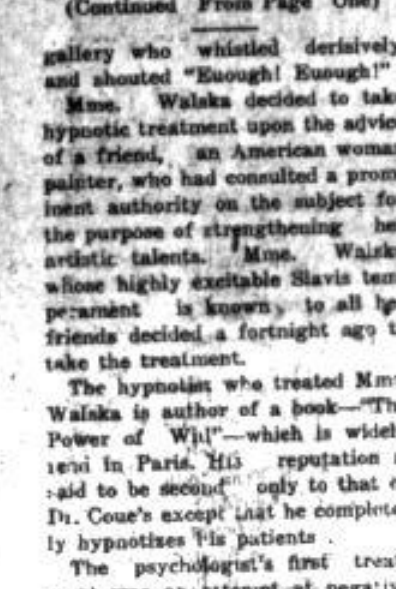 (Continued From Page One)
gallery who whistled derisively
and shouted "Euough! Euough!"
Mme. Walska decided to tak
hypnotic treatment upon the advic
of a friend, an American woma
painter, who had consulted a prom
inent authority on the subject fo
the purpose of strengthening he
artistic talents. Mme. Walsk
whose highly excitable Slavis tem
perament is known, to all he
friends decided a fortnight ago t
take the treatment.
The hypnotist who treated Mm
Walska is author of a book—"Th
Power of Will"—which is widel
read in Paris. His reputation
said to be second only to that o
Dr. Coue's except that he complete
ly hypnotizes his patients .
The psychologist's first treat